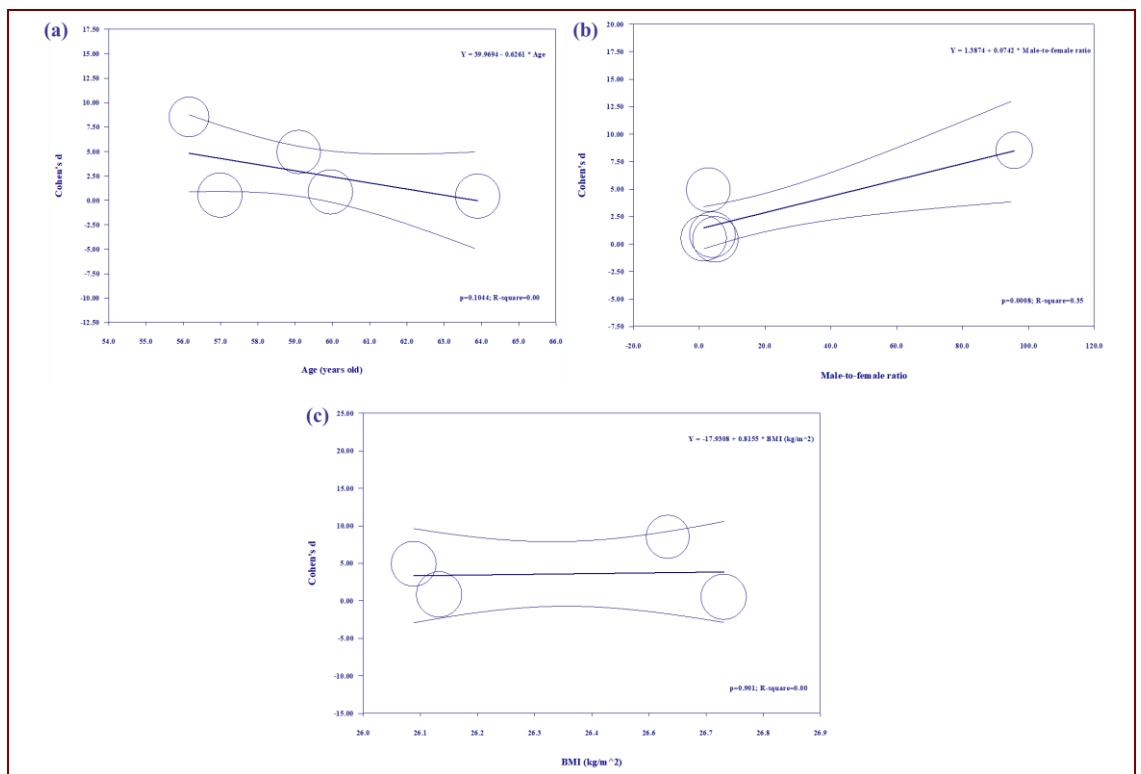 (a)
17.50
15.00
12.50
10.00
7.50
5.00
2.50
0.00
-2.50
-5.00
-7.50
-10.00
-12.50
Cohen's d
Y = 39.9694 - 0.6261 * Age
p=0.1044; R-square=0.00
54.0 55.0 56.0 57.0 58.0 59.0 60.0 61.0 62.0 63.0 64.0 65.0 66.0
Age (years old)
(b)
20.00
17.50
15.00
12.50
10.00
7.50
5.00
2.50
0.00
-2.50
-5.00
-7.50
Cohen's d
Y = 1.3874 + 0.0742 * Male-to-female ratio
p=0.0008; R-square=0.35
-20.0 0.0 20.0 40.0 60.0 80.0 100.0 120.0
Male-to-female ratio
(c)
25.00
20.00
15.00
10.00
5.00
0.00
-5.00
-10.00
-15.00
Cohen's d
Y = -17.9308 + 0.8155 * BMI (kg/m^2)
p=0.901; R-square=0.00
26.0 26.1 26.2 26.3 26.4 26.5 26.6 26.7 26.8 26.9
BMI (kg/m^2)